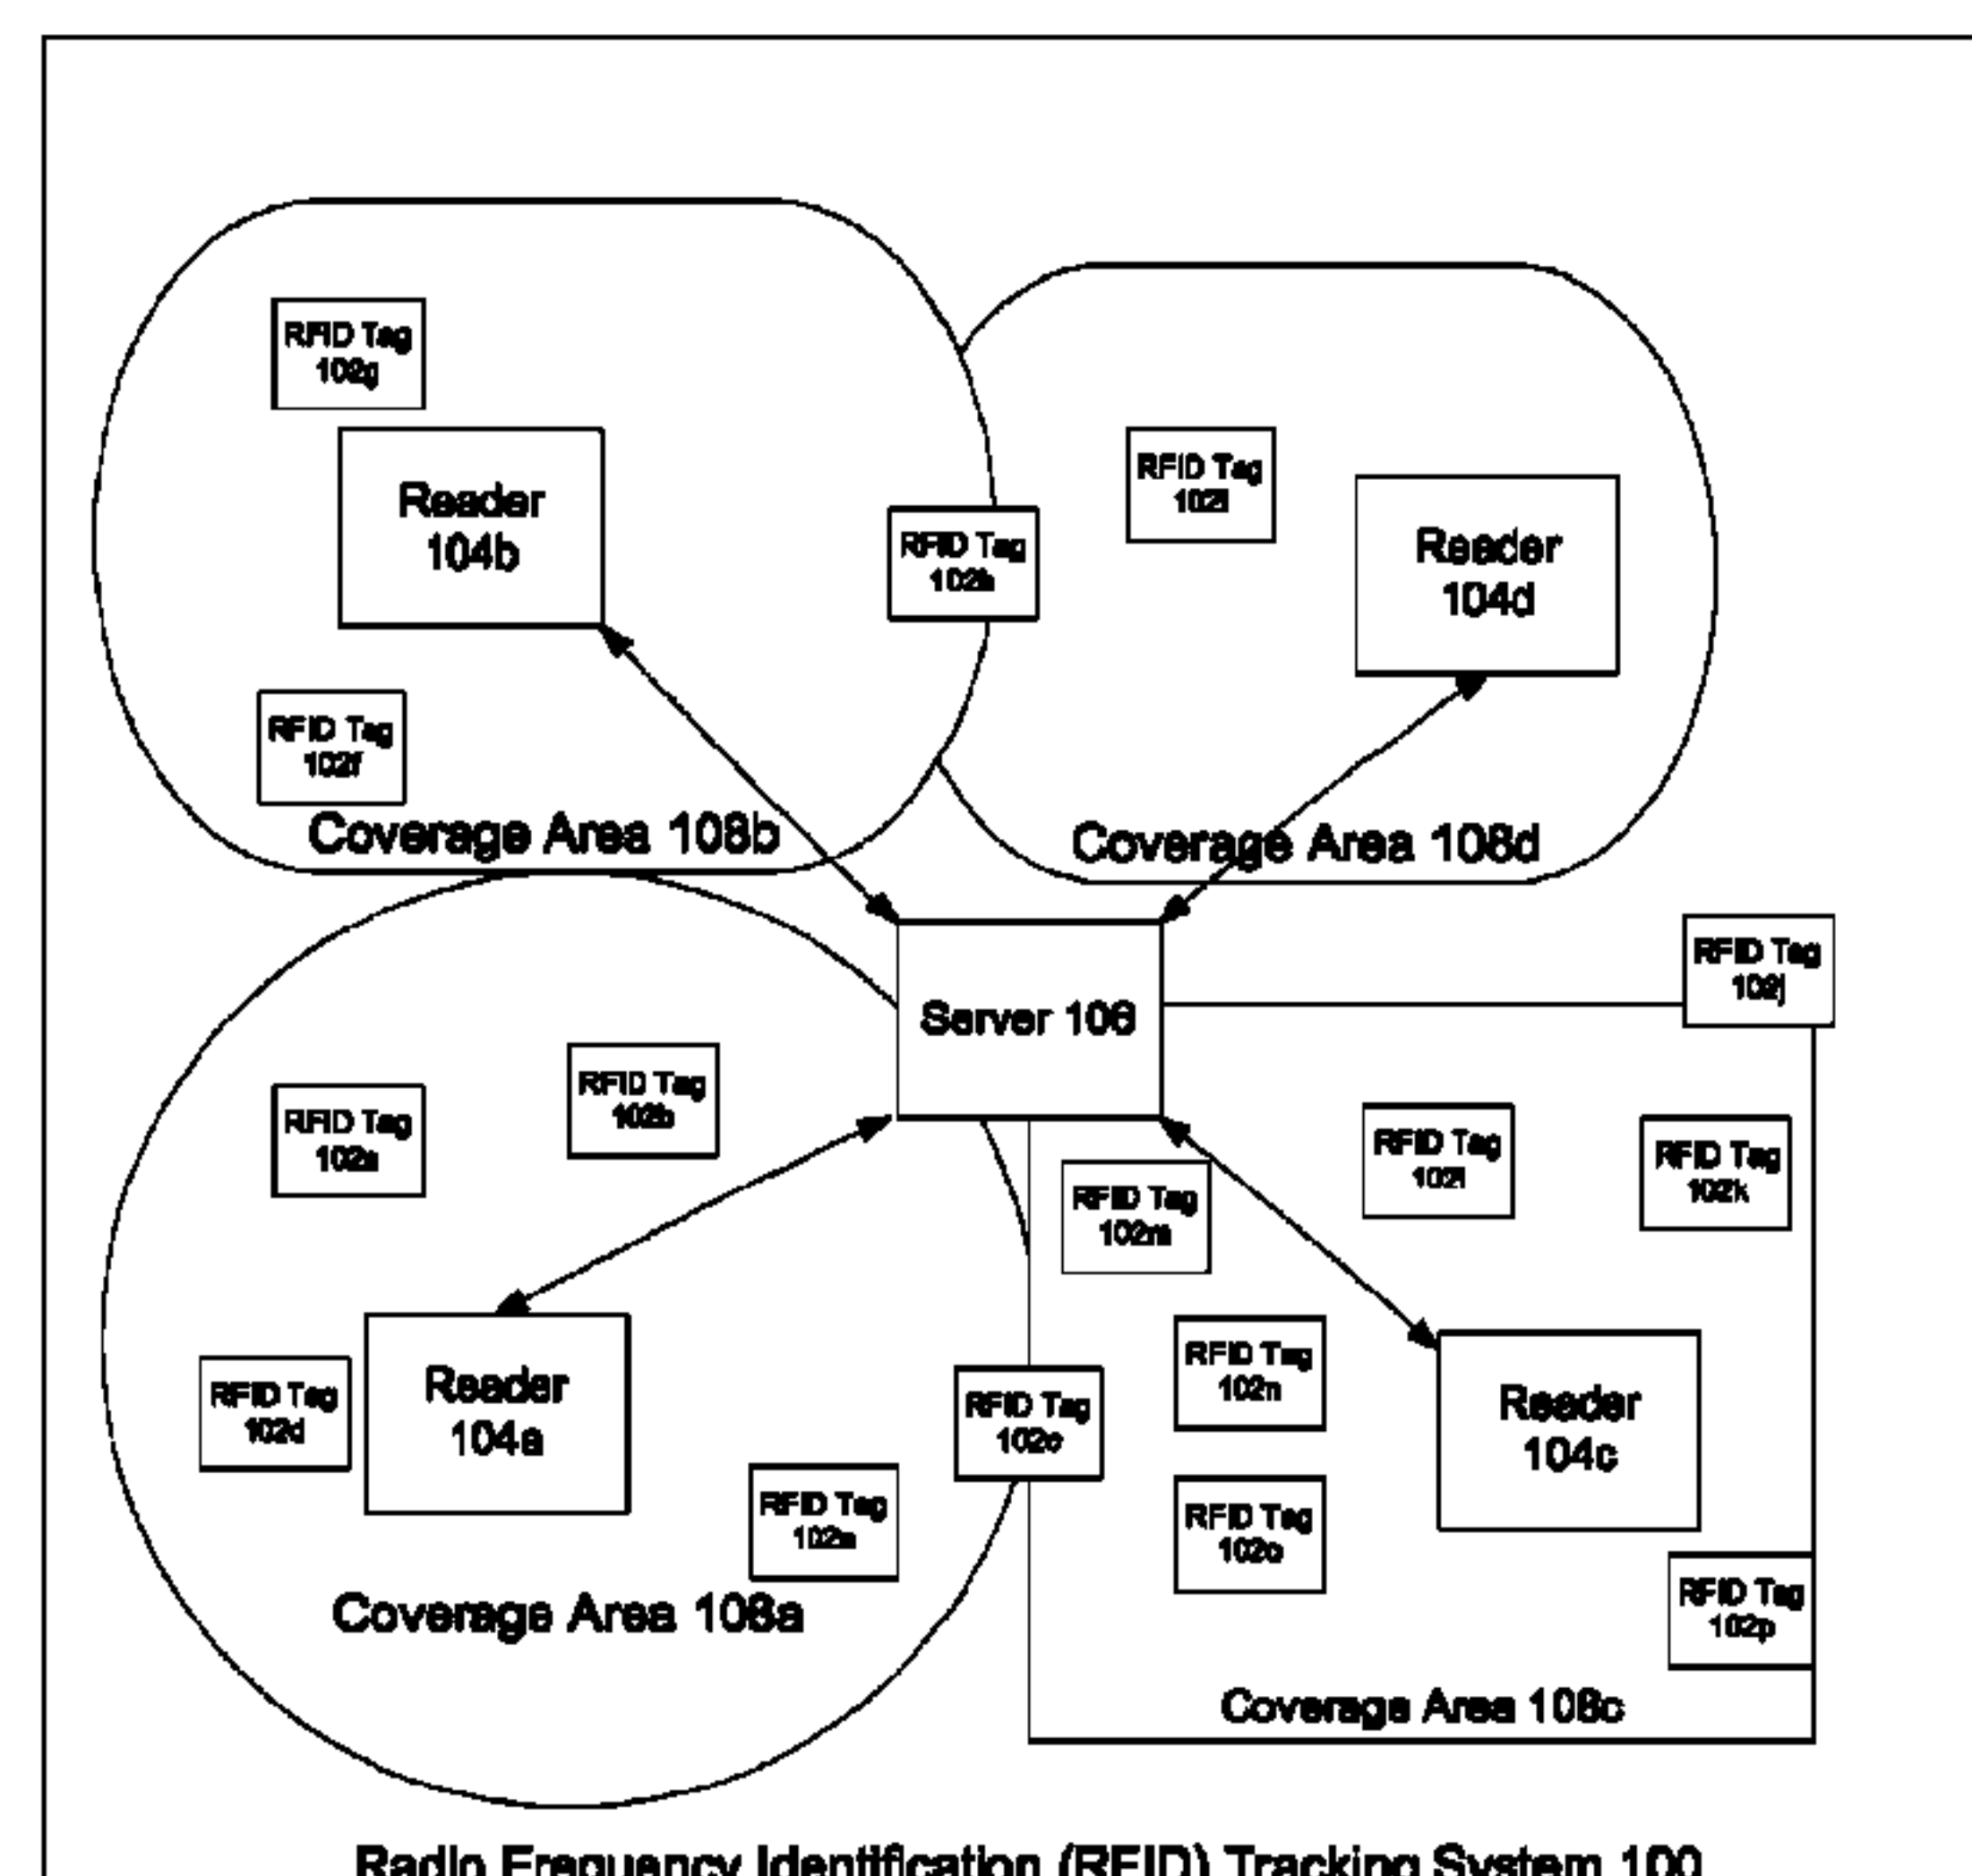 RFID Tag
102g
Reader
104b
RFID Tag
102h
RFID Tag
102i
Reader
104d
RFID Tag
102f
Coverage Area 108b
Coverage Area 108d
RFID Tag
102j
Server 106
RFID Tag
102a
RFID Tag
102b
RFID Tag
102m
RFID Tag
102l
RFID Tag
102k
RFID Tag
102d
Reader
104a
RFID Tag
102c
RFID Tag
102n
Reader
104c
RFID Tag
RFID Tag
102o
RFID Tag
102p
Coverage Area 108a
Coverage Area 108c
Radio Frequency Identification (RFID) Tracking System 100